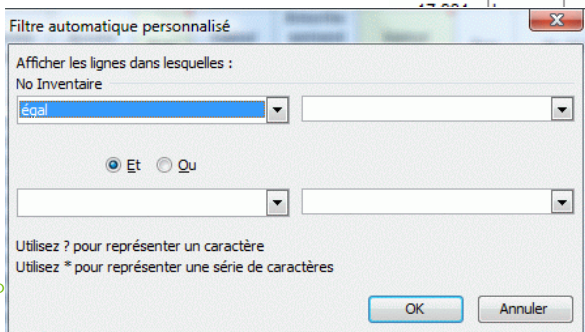 Filtre automatique personnalisé
Afficher les lignes dans lesquelles :
No Inventaire
égal
Et Ou
Utilisez ? pour représenter un caractère
Utilisez * pour représenter une série de caractères
OK Annuler